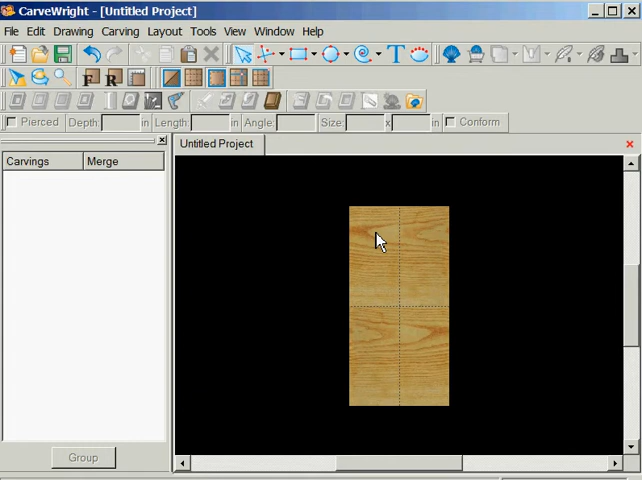 CarveWright - [Untitled Project]
File Edit Drawing Carving Layout Tools View Window Help
T
F R
Pierced Depth: in Length: in Angle: Size: x in Conform
Untitled Project
Carvings Merge
Group